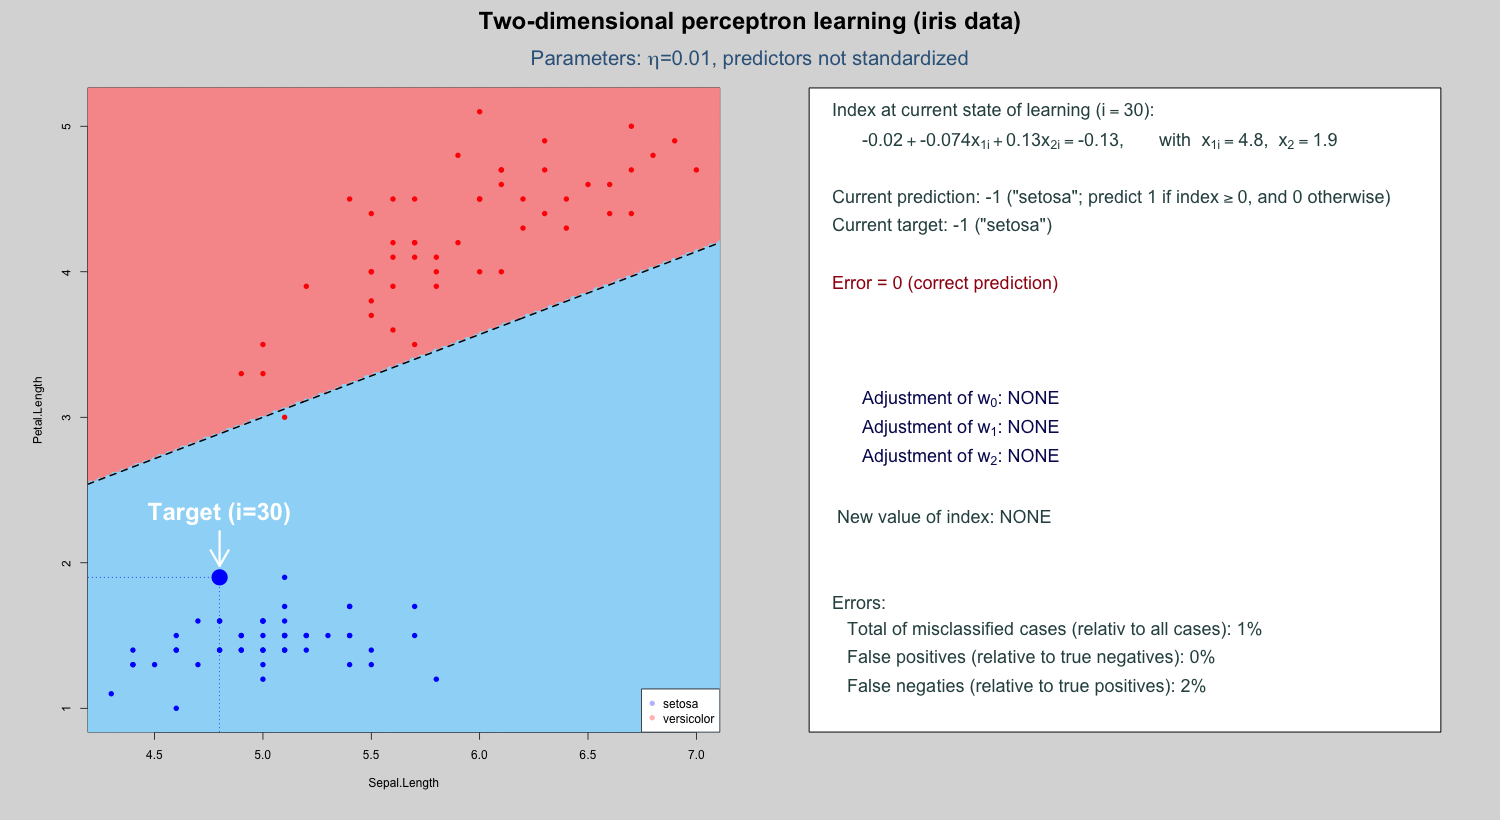 Two-dimensional perceptron learning (iris data)
Parameters: η=0.01, predictors not standardized
5
4
3
2
1
Petal.Length
Target (i=30)
setosa
versicolor
4.5 5.0 5.5 6.0 6.5 7.0
Sepal.Length
Index at current state of learning (i = 30):
-0.02 + -0.074x1i + 0.13x2i = -0.13, with x1i = 4.8, x2 = 1.9
Current prediction: -1 ("setosa"; predict 1 if index ≥ 0, and 0 otherwise)
Current target: -1 ("setosa")
Error = 0 (correct prediction)
Adjustment of w0: NONE
Adjustment of w1: NONE
Adjustment of w2: NONE
New value of index: NONE
Errors:
Total of misclassified cases (relativ to all cases): 1%
False positives (relative to true negatives): 0%
False negaties (relative to true positives): 2%